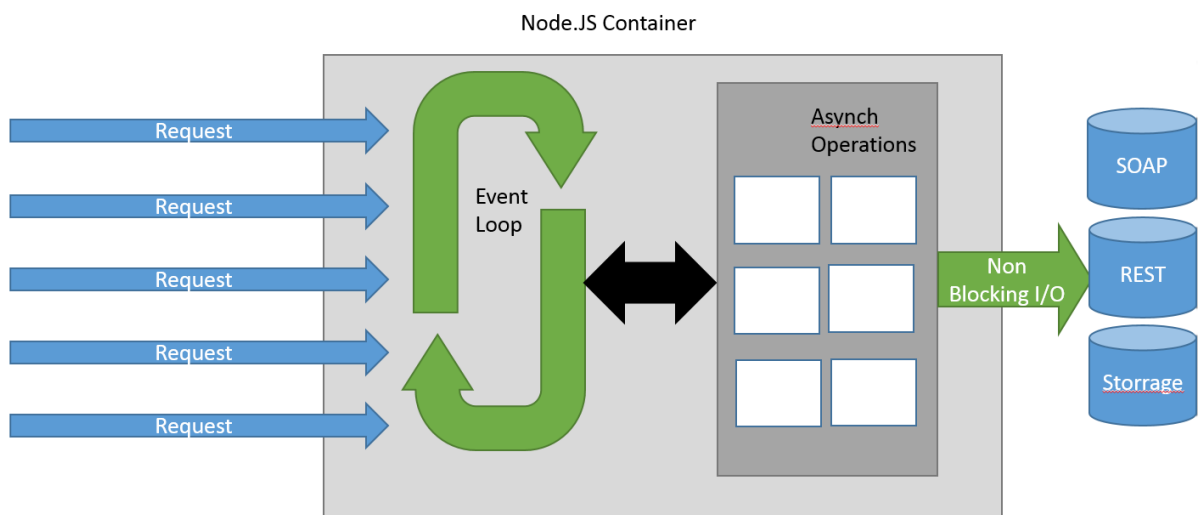 Node.JS Container
Request
Request
Request
Request
Request
Event
Loop
Asynch
Operations
Non
Blocking I/O
SOAP
REST
Storrage